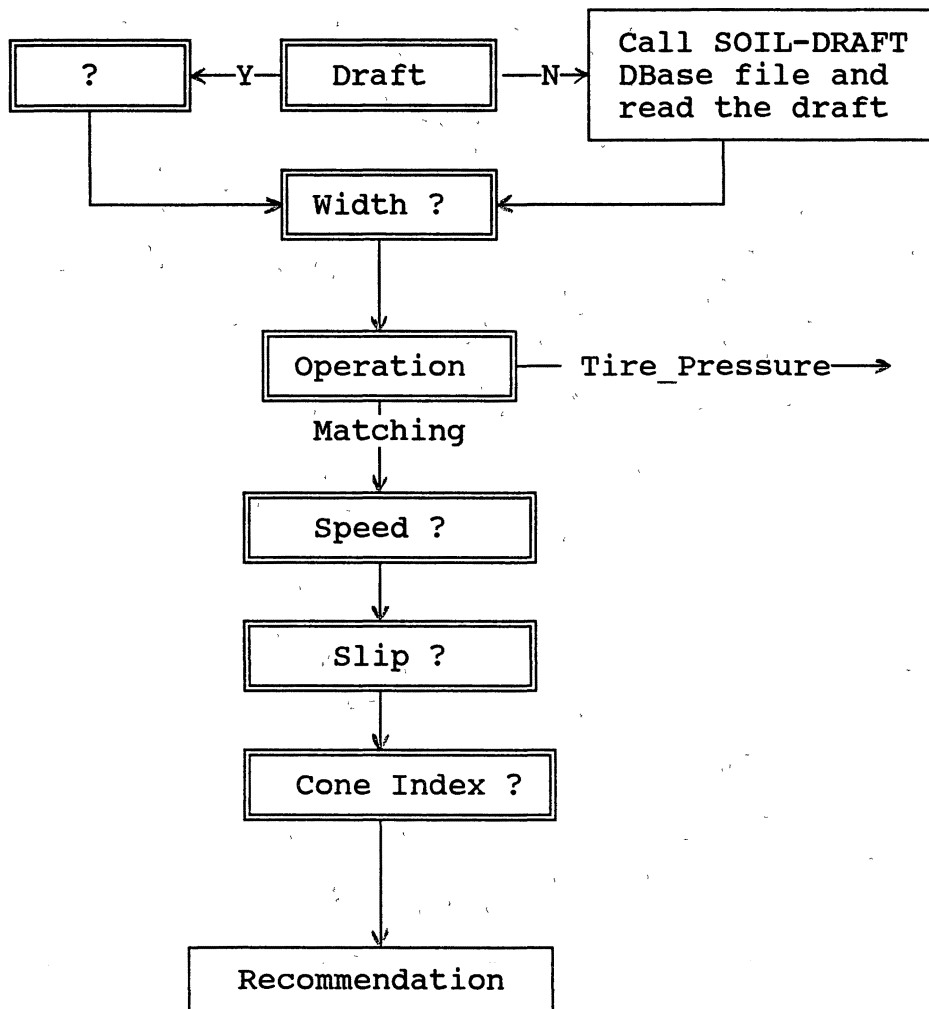 Call SOIL-DRAFT
? Y Draft N DBase file and
read the draft
Width ?
Operation Tire_Pressure
Matching
Speed ?
Slip ?
Cone Index ?
Recommendation